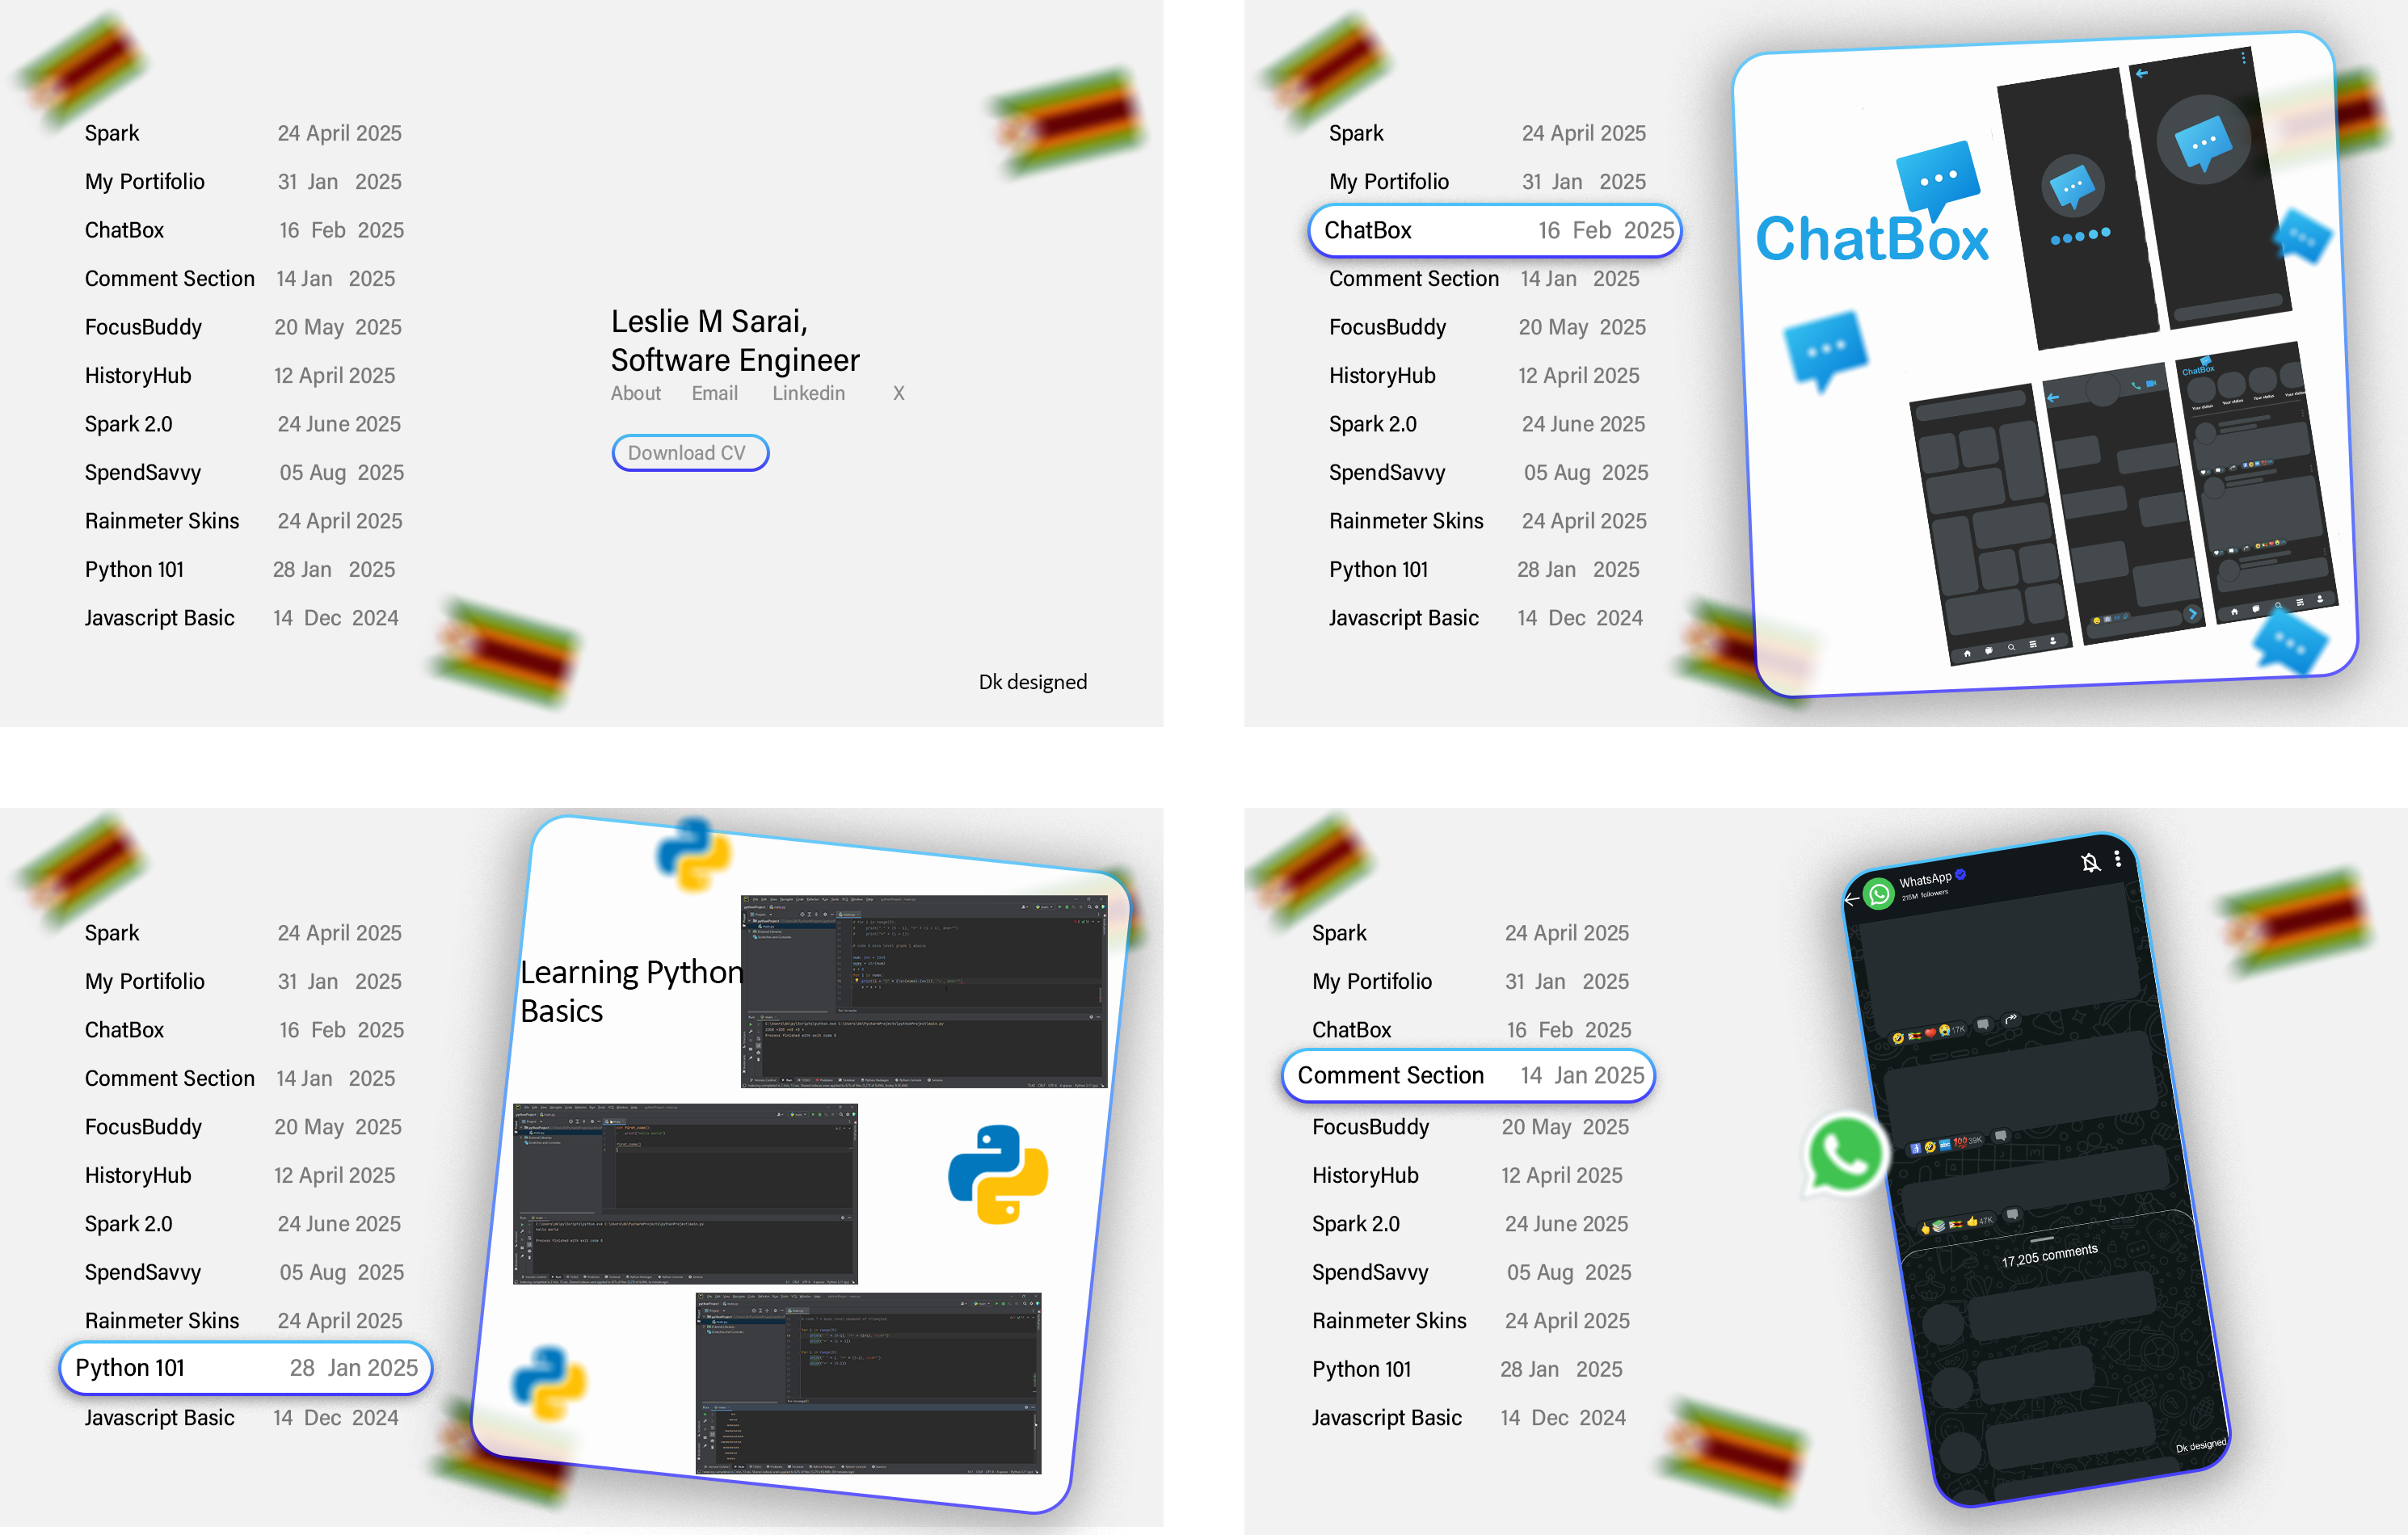 Spark 24 April 2025
My Portifolio 31 Jan 2025
ChatBox 16 Feb 2025
Comment Section 14 Jan 2025
FocusBuddy 20 May 2025
HistoryHub 12 April 2025
Spark 2.0 24 June 2025
SpendSavvy 05 Aug 2025
Rainmeter Skins 24 April 2025
Python 101 28 Jan 2025
Javascript Basic 14 Dec 2024
Leslie M Sarai,
Software Engineer
About Email Linkedin X
Download CV
Dk designed
Spark 24 April 2025
My Portifolio 31 Jan 2025
ChatBox 16 Feb 2025
Comment Section 14 Jan 2025
FocusBuddy 20 May 2025
HistoryHub 12 April 2025
Spark 2.0 24 June 2025
SpendSavvy 05 Aug 2025
Rainmeter Skins 24 April 2025
Python 101 28 Jan 2025
Javascript Basic 14 Dec 2024
ChatBox
ChatBox
Your status Your status Your status
Spark 24 April 2025
My Portifolio 31 Jan 2025
ChatBox 16 Feb 2025
Comment Section 14 Jan 2025
FocusBuddy 20 May 2025
HistoryHub 12 April 2025
Spark 2.0 24 June 2025
SpendSavvy 05 Aug 2025
Rainmeter Skins 24 April 2025
Python 101 28 Jan 2025
Javascript Basic 14 Dec 2024
Learning Python
Basics
Spark 24 April 2025
My Portifolio 31 Jan 2025
ChatBox 16 Feb 2025
Comment Section 14 Jan 2025
FocusBuddy 20 May 2025
HistoryHub 12 April 2025
Spark 2.0 24 June 2025
SpendSavvy 05 Aug 2025
Rainmeter Skins 24 April 2025
Python 101 28 Jan 2025
Javascript Basic 14 Dec 2024
WhatsApp
215M followers
17K
39K
47K
17,205 comments
Dk designed